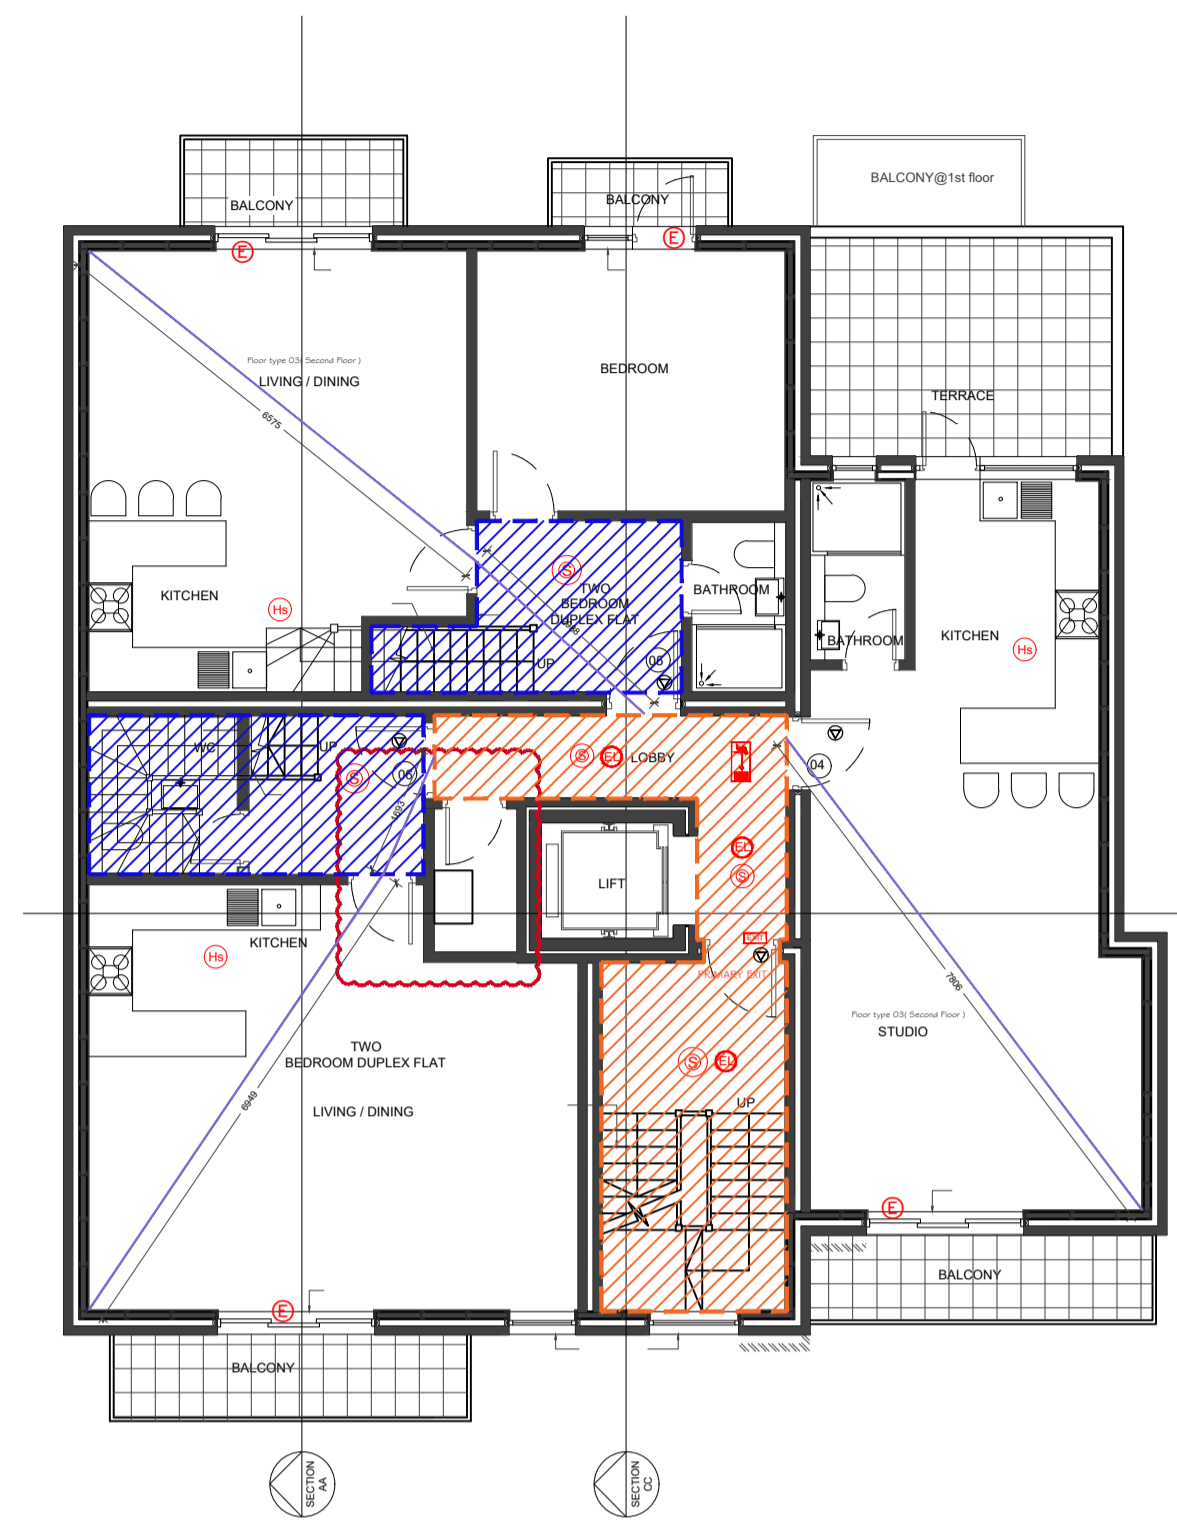 BALCONY@1st floor
BALCONY
BALCONY
E
E
BEDROOM
Floor type 03( Second Floor )
LIVING / DINING
TERRACE
6575
S
TWO
BEDROOM
DUPLEX FLAT
BATHROOM
KITCHEN
Hs
UP
05
BATHROOM
KITCHEN
Hs
WC
UP
S
06
1693
S
EL
LOBBY
04
EL
S
LIFT
EXIT
PRIMARY EXIT
KITCHEN
Hs
7806
Floor type 03( Second Floor )
STUDIO
TWO
BEDROOM DUPLEX FLAT
LIVING / DINING
6949
S
EL
UP
E
E
BALCONY
BALCONY
SECTION
AA
SECTION
CC